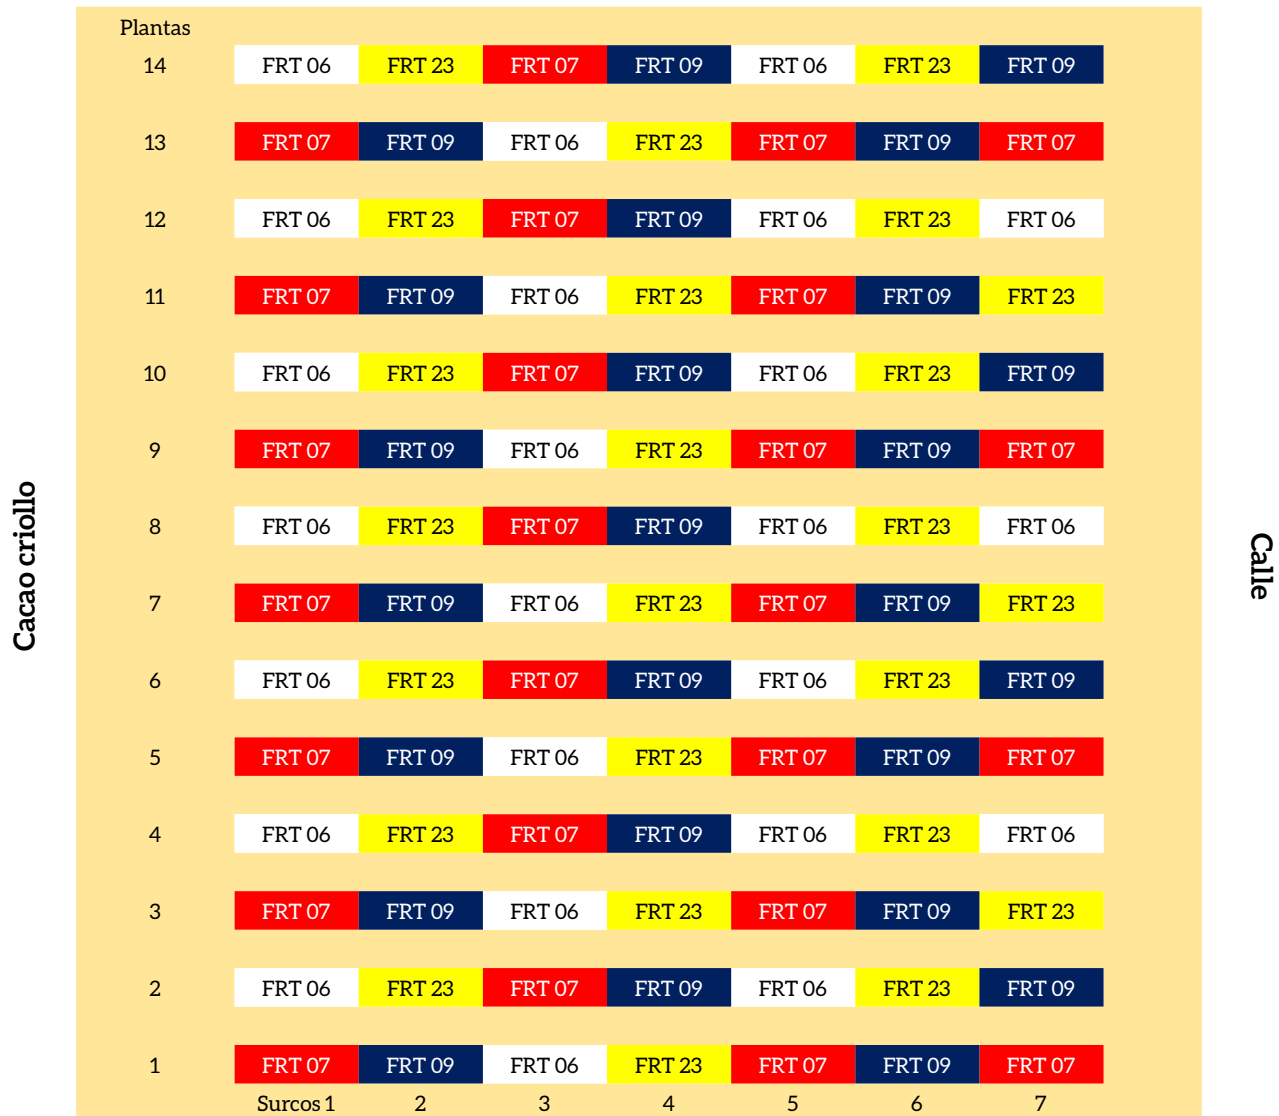 Plantas
14 FRT 06 FRT 23 FRT 07 FRT 09 FRT 06 FRT 23 FRT 09
13 FRT 07 FRT 09 FRT 06 FRT 23 FRT 07 FRT 09 FRT 07
12 FRT 06 FRT 23 FRT 07 FRT 09 FRT 06 FRT 23 FRT 06
11 FRT 07 FRT 09 FRT 06 FRT 23 FRT 07 FRT 09 FRT 23
10 FRT 06 FRT 23 FRT 07 FRT 09 FRT 06 FRT 23 FRT 09
9 FRT 07 FRT 09 FRT 06 FRT 23 FRT 07 FRT 09 FRT 07
8 FRT 06 FRT 23 FRT 07 FRT 09 FRT 06 FRT 23 FRT 06
7 FRT 07 FRT 09 FRT 06 FRT 23 FRT 07 FRT 09 FRT 23
6 FRT 06 FRT 23 FRT 07 FRT 09 FRT 06 FRT 23 FRT 09
5 FRT 07 FRT 09 FRT 06 FRT 23 FRT 07 FRT 09 FRT 07
4 FRT 06 FRT 23 FRT 07 FRT 09 FRT 06 FRT 23 FRT 06
3 FRT 07 FRT 09 FRT 06 FRT 23 FRT 07 FRT 09 FRT 23
2 FRT 06 FRT 23 FRT 07 FRT 09 FRT 06 FRT 23 FRT 09
1 FRT 07 FRT 09 FRT 06 FRT 23 FRT 07 FRT 09 FRT 07
Surcos 1 2 3 4 5 6 7
Cacao criollo
Calle